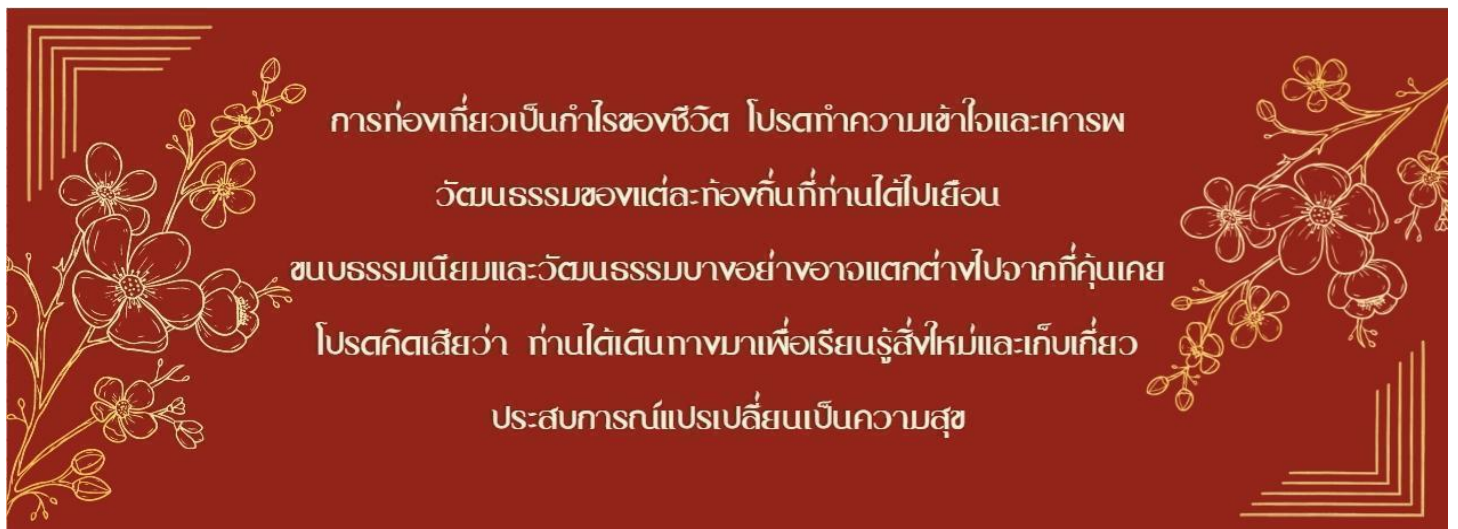 การท่องเที่ยวเป็นกำไรของชีวิต โปรดทำความเข้าใจและเคารพ
วัฒนธรรมของแต่ละท้องถิ่นที่ท่านได้ไปเยือน
ขนบธรรมเนียมและวัฒนธรรมบางอย่างอาจแตกต่างไปจากที่คุ้นเคย
โปรดคิดเสียว่า ท่านได้เดินทางมาเพื่อเรียนรู้สิ่งใหม่และเก็บเกี่ยว
ประสบการณ์แปรเปลี่ยนเป็นความสุข